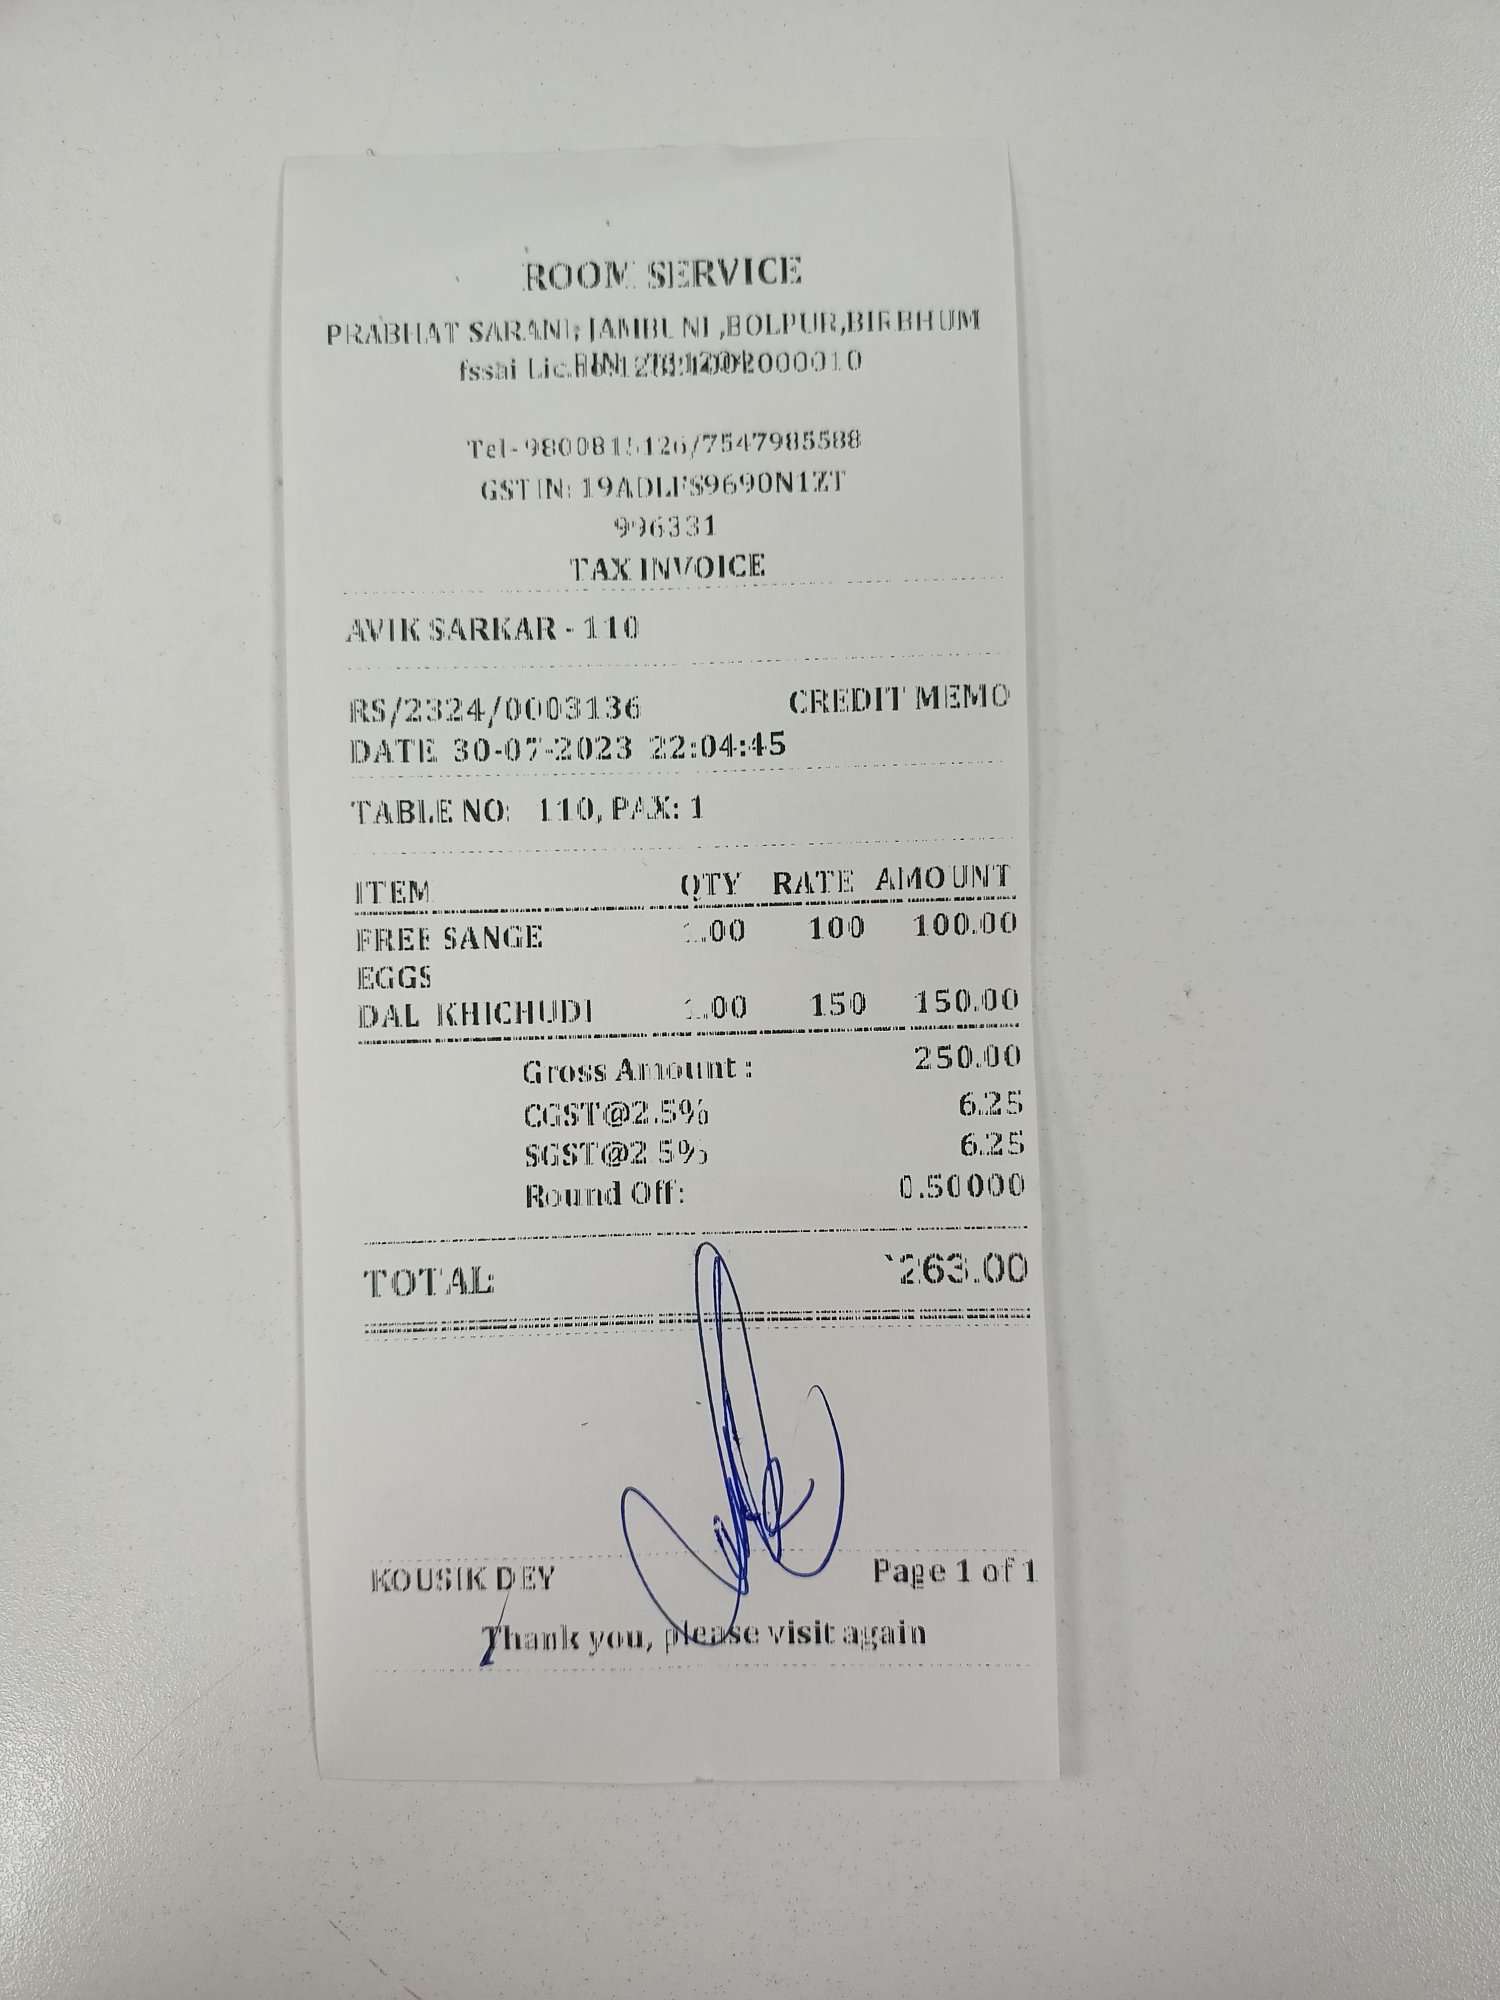 ROOM SERVICE
PRABHAT SARANI, JAMBUNI ,BOLPUR,BIRBHUM
fssai Lic.
Tel- 9800815126/7547985588
GSTIN: 19ADLFS9690N1ZT
996331
TAX INVOICE
AVIK SARKAR - 110
RS/2324/0003136 CREDIT MEMO
DATE 30-07-2023 22:04:45
TABLE NO: 110, PAX: 1
ITEM QTY RATE AMOUNT
FREE SANGE 1.00 100 100.00
EGGS
DAL KHICHUDI 1.00 150 150.00
Gross Amount : 250.00
CGST@2.5% 6.25
SGST@2.5% 6.25
Round Off: 0.50000
TOTAL: `263.00
KOUSIK DEY Page 1 of 1
Thank you, please visit again